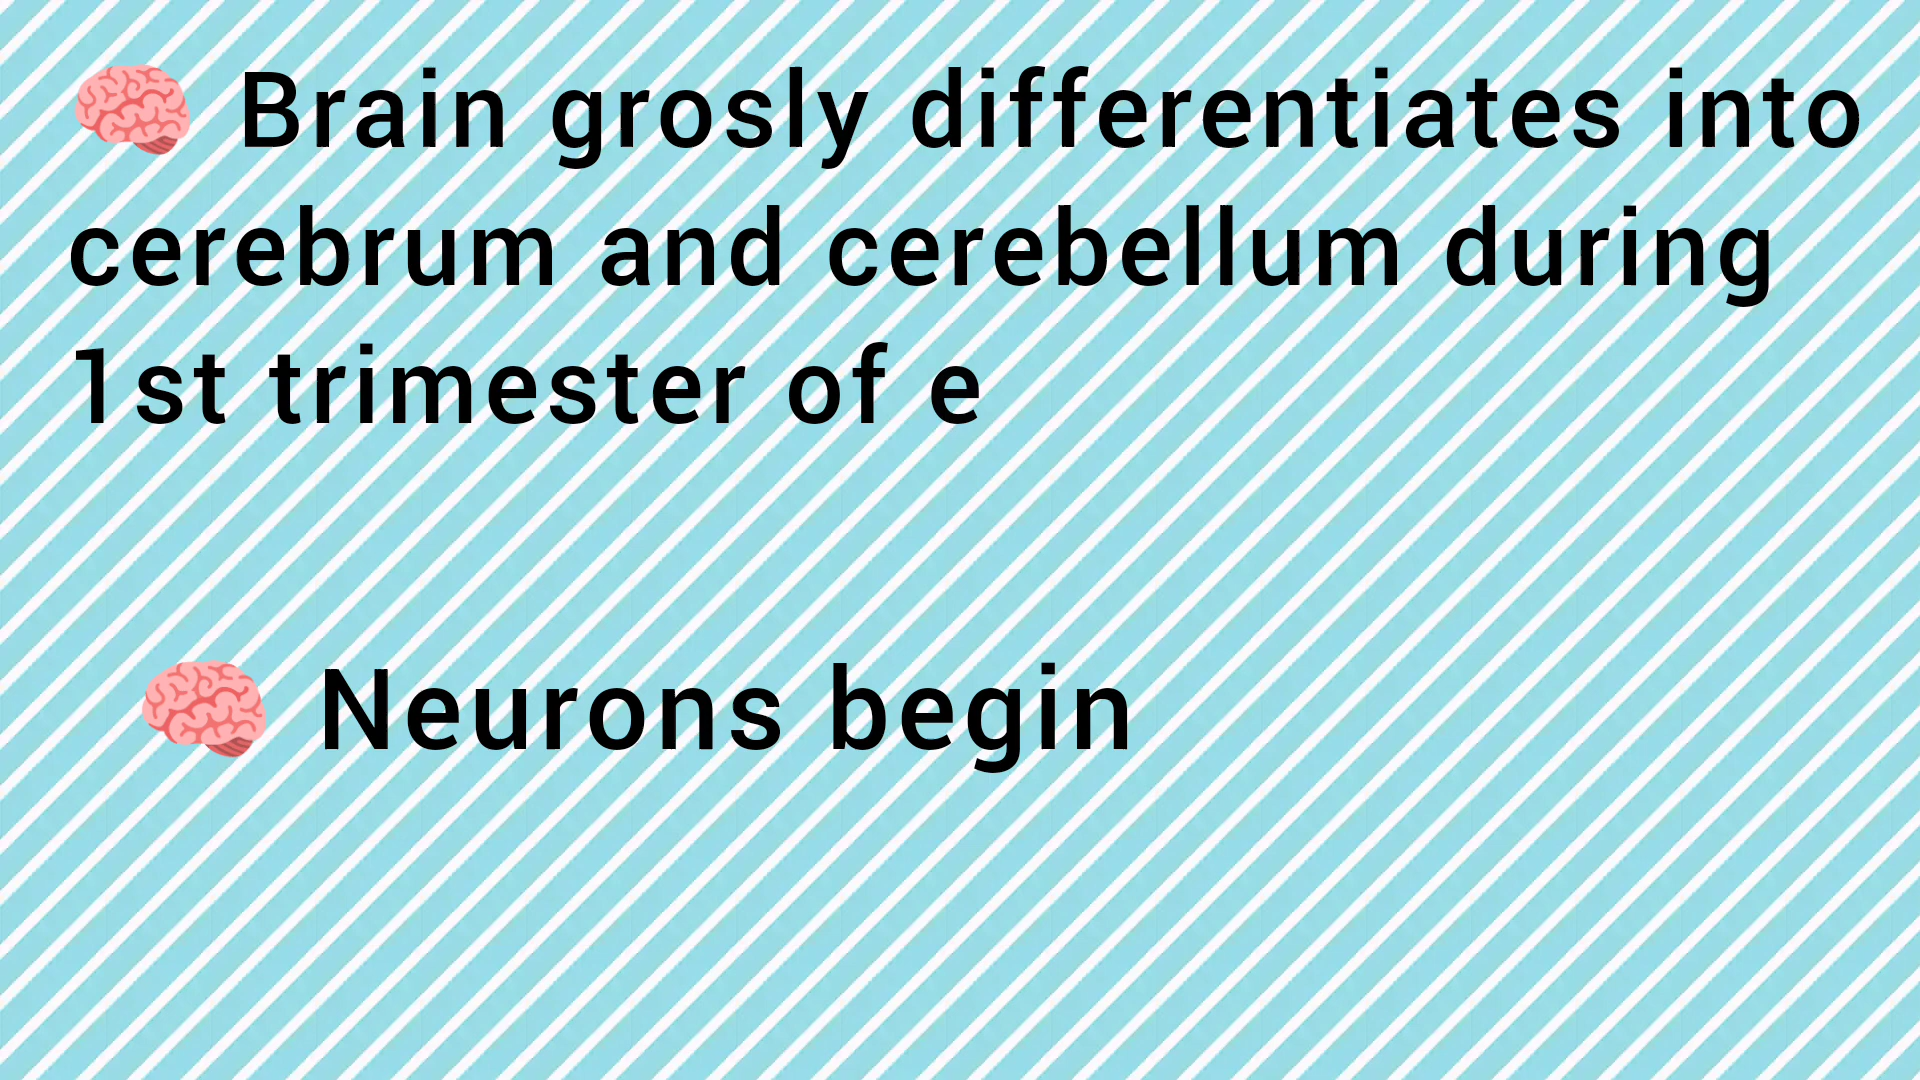 🧠 Brain grosly differentiates into
cerebrum and cerebellum during
1st trimester of e
🧠 Neurons begin